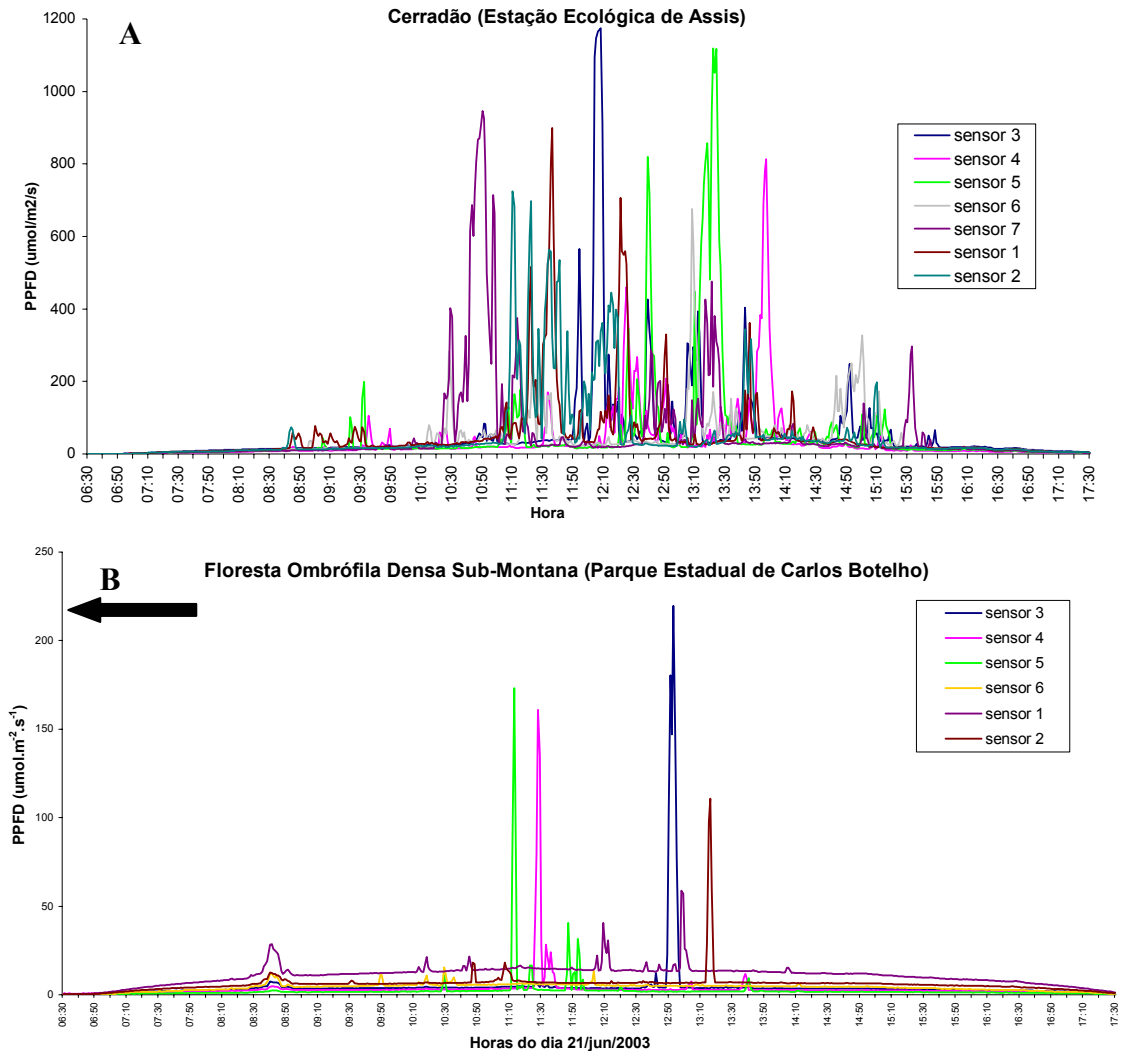 Cerradão (Estação Ecológica de Assis)
A
1200
1000
800
600
400
200
0
PPFD (umol/m2/s)
sensor 3
sensor 4
sensor 5
sensor 6
sensor 7
sensor 1
sensor 2
06:30 06:50 07:10 07:30 07:50 08:10 08:30 08:50 09:10 09:30 09:50 10:10 10:30 10:50 11:10 11:30 11:50 12:10 12:30 12:50 13:10 13:30 13:50 14:10 14:30 14:50 15:10 15:30 15:50 16:10 16:30 16:50 17:10 17:30
Hora
B
Floresta Ombrófila Densa Sub-Montana (Parque Estadual de Carlos Botelho)
250
200
150
100
50
0
PPFD (umol.m-2.s-1)
sensor 3
sensor 4
sensor 5
sensor 6
sensor 1
sensor 2
06:30 06:50 07:10 07:30 07:50 08:10 08:30 08:50 09:10 09:30 09:50 10:10 10:30 10:50 11:10 11:30 11:50 12:10 12:30 12:50 13:10 13:30 13:50 14:10 14:30 14:50 15:10 15:30 15:50 16:10 16:30 16:50 17:10 17:30
Horas do dia 21/jun/2003